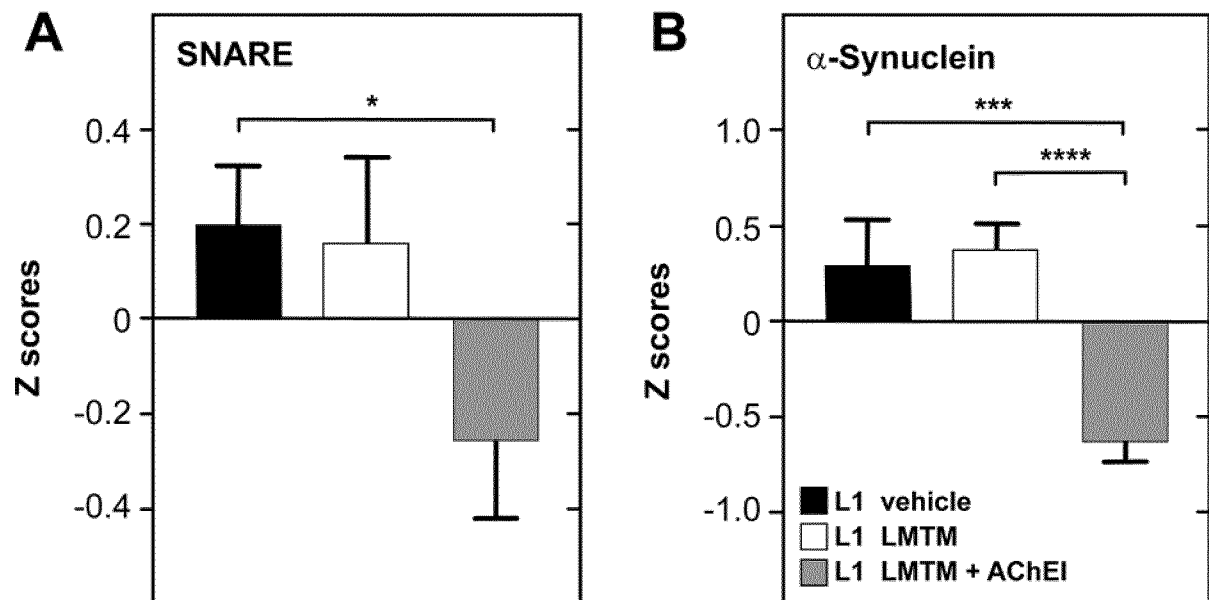 A
SNARE
*
0.4
0.2
0
-0.2
-0.4
Z scores
B
α-Synuclein
***
****
1.0
0.5
0
-0.5
-1.0
Z scores
L1 vehicle
L1 LMTM
L1 LMTM + AChEI